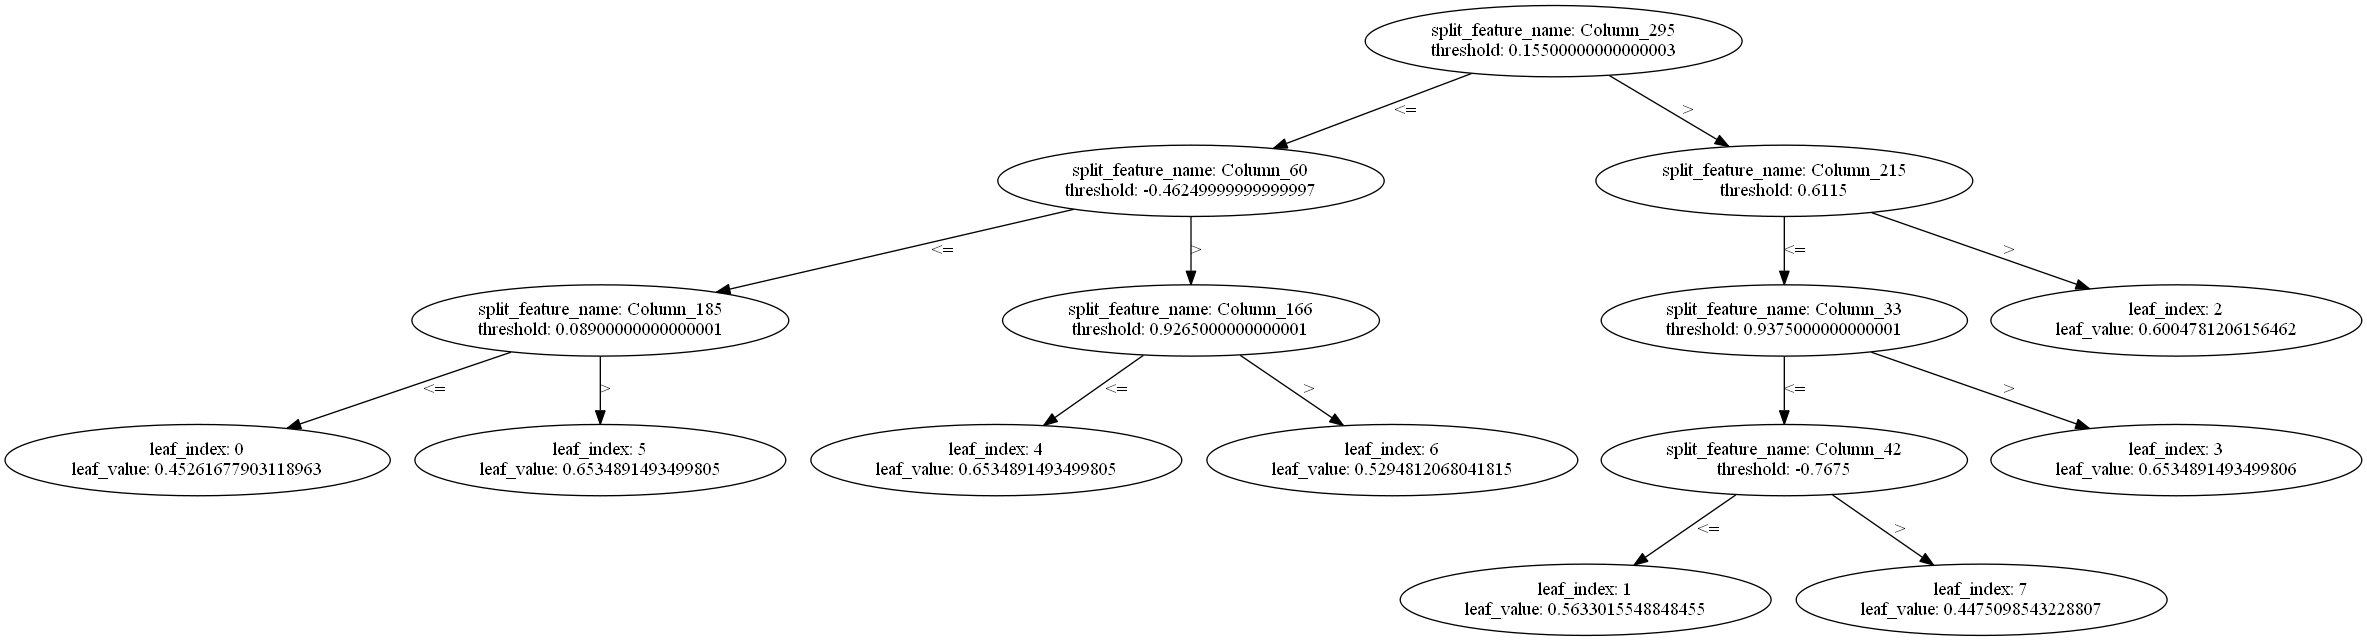 split_feature_name: Column_295
threshold: 0.15500000000000003
<=
>
split_feature_name: Column_60
threshold: -0.46249999999999997
split_feature_name: Column_215
threshold: 0.6115
<=
>
<=
>
split_feature_name: Column_185
threshold: 0.08900000000000001
split_feature_name: Column_166
threshold: 0.9265000000000001
split_feature_name: Column_33
threshold: 0.9375000000000001
leaf_index: 2
leaf_value: 0.6004781206156462
<=
>
<=
>
<=
>
leaf_index: 0
leaf_value: 0.45261677903118963
leaf_index: 5
leaf_value: 0.6534891493499805
leaf_index: 4
leaf_value: 0.6534891493499805
leaf_index: 6
leaf_value: 0.5294812068041815
split_feature_name: Column_42
threshold: -0.7675
leaf_index: 3
leaf_value: 0.6534891493499806
<=
>
leaf_index: 1
leaf_value: 0.5633015548848455
leaf_index: 7
leaf_value: 0.4475098543228807